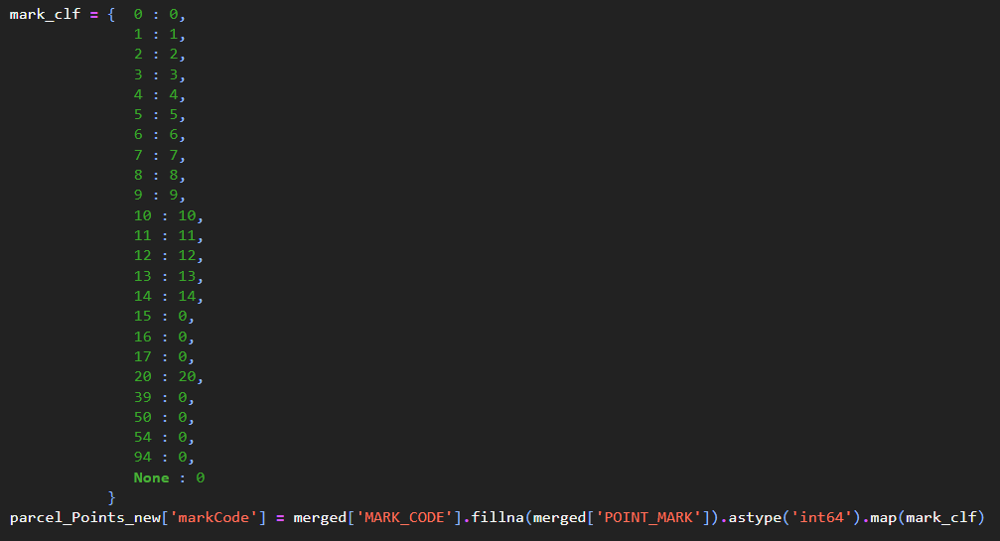 mark_clf = {  0 : 0,
              1 : 1,
              2 : 2,
              3 : 3,
              4 : 4,
              5 : 5,
              6 : 6,
              7 : 7,
              8 : 8,
              9 : 9,
              10 : 10,
              11 : 11,
              12 : 12,
              13 : 13,
              14 : 14,
              15 : 0,
              16 : 0,
              17 : 0,
              20 : 20,
              39 : 0,
              50 : 0,
              54 : 0,
              94 : 0,
              None : 0
           }
parcel_Points_new['markCode'] = merged['MARK_CODE'].fillna(merged['POINT_MARK']).astype('int64').map(mark_clf)